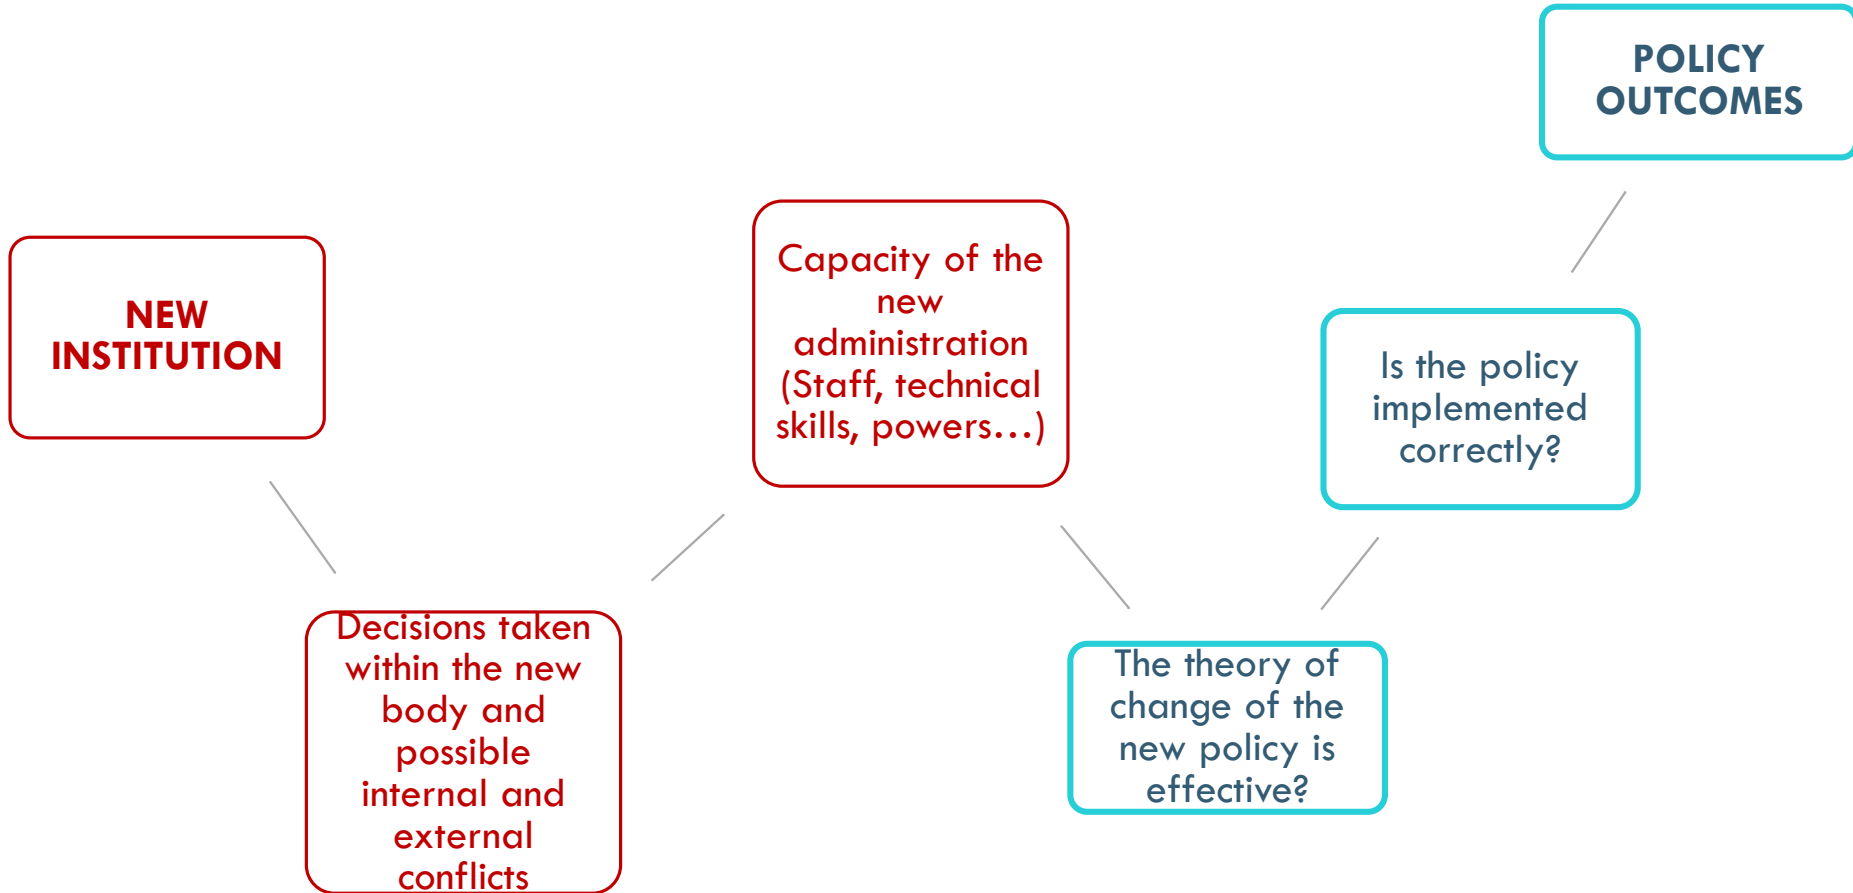 NEW
INSTITUTION
Decisions taken
within the new
body and
possible
internal and
external
conflicts
Capacity of the
new
administration
(Staff, technical
skills, powers...)
The theory of
change of the
new policy is
effective?
Is the policy
implemented
correctly?
POLICY
OUTCOMES